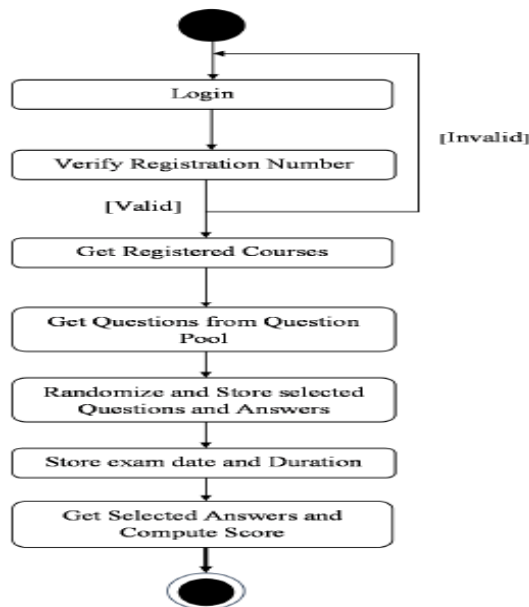 Login
[Invalid]
Verify Registration Number
[Valid]
Get Registered Courses
Get Questions from Question
Pool
Randomize and Store selected
Questions and Answers
Store exam date and Duration
Get Selected Answers and
Compute Score